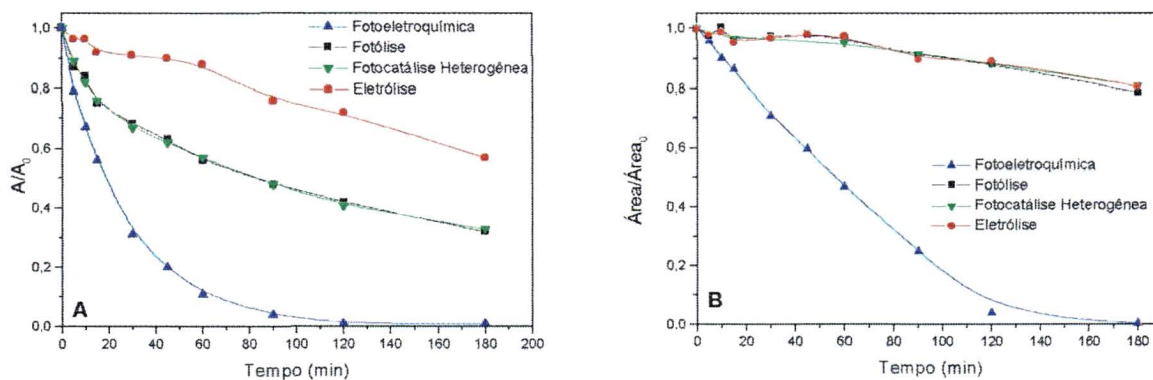 Fotoeletroquímica
Fotólise
Fotocatálise Heterogênea
Eletrólise
1,0
0,8
0,6
0,4
0,2
0,0
A/A0
A
0 20 40 60 80 100 120 140 160 180 200
Tempo (min)
Fotoeletroquímica
Fotólise
Fotocatálise Heterogênea
Eletrólise
1,0
0,8
0,6
0,4
0,2
0,0
Área/Área0
B
0 20 40 60 80 100 120 140 160 180
Tempo (min)